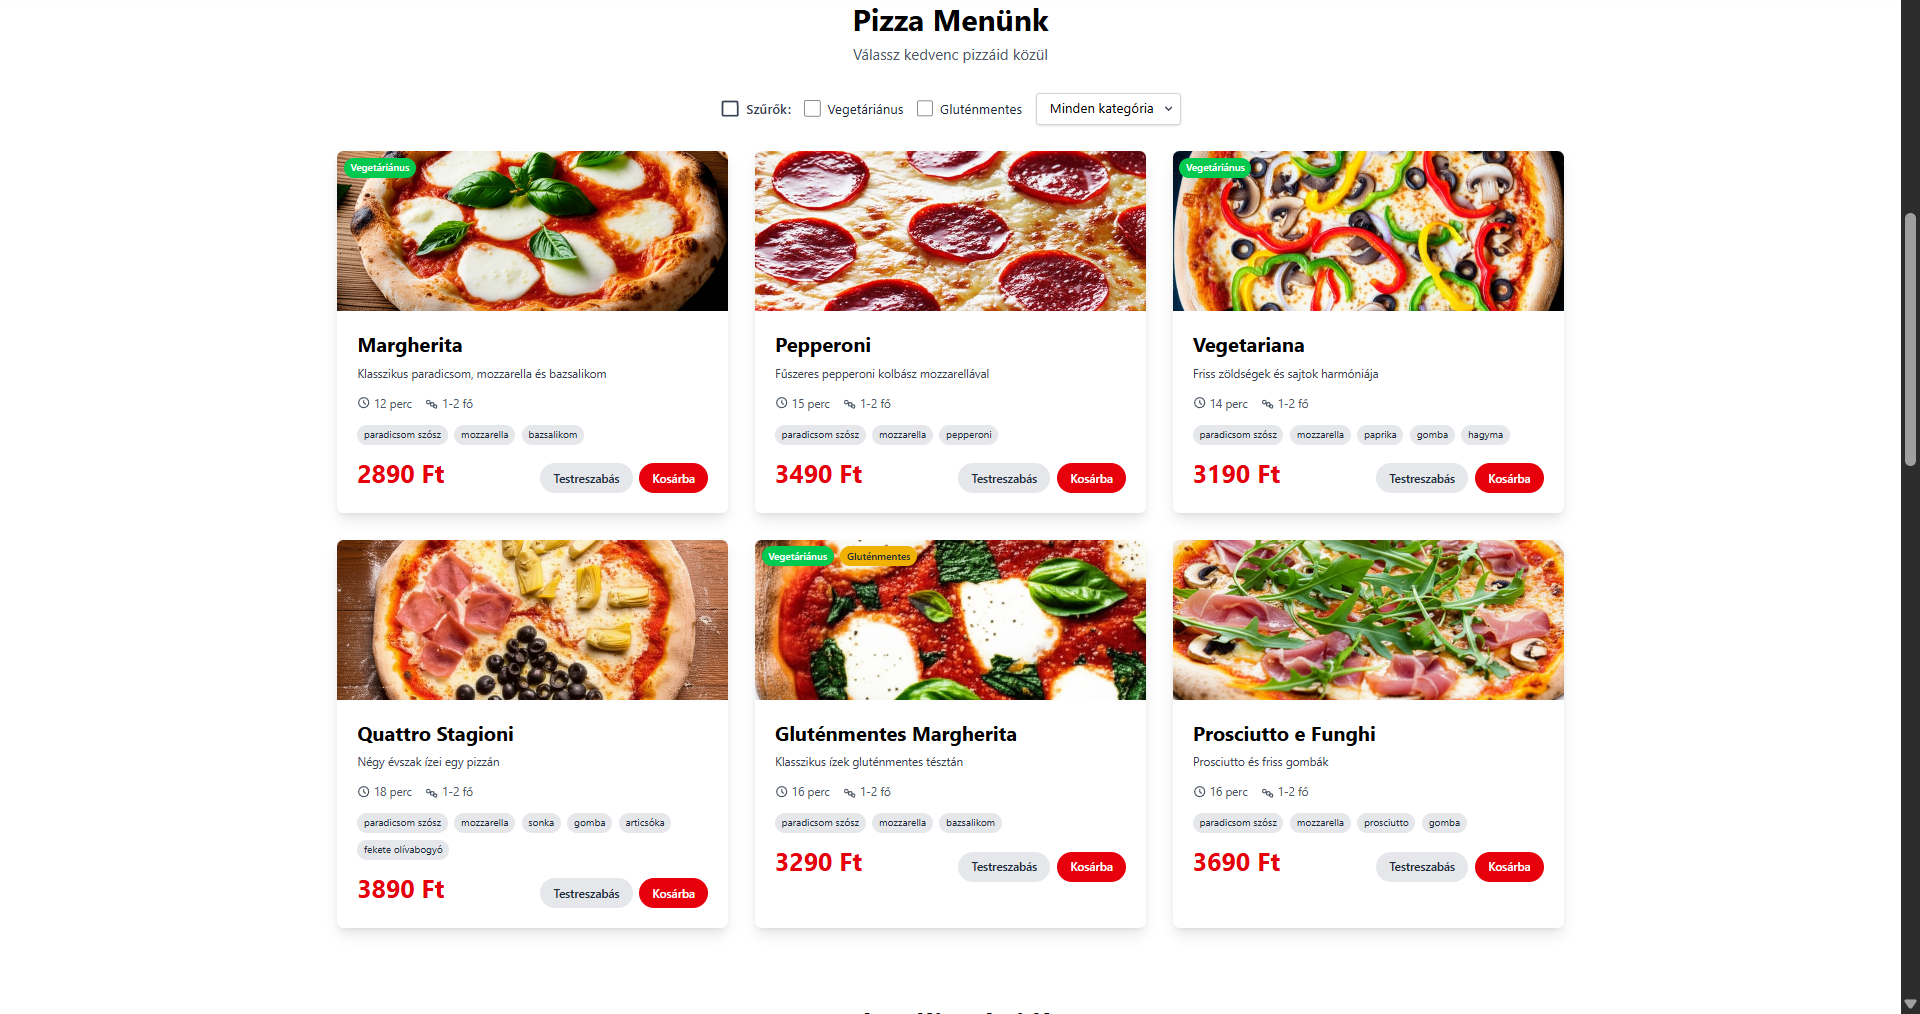 Pizza Menünk
Válassz kedvenc pizzáid közül
Szűrők: Vegetáriánus Gluténmentes Minden kategória
Vegetáriánus
Margherita
Klasszikus paradicsom, mozzarella és bazsalikom
12 perc 1-2 fő
paradicsom szósz mozzarella bazsalikom
2890 Ft Testreszabás Kosárba
Pepperoni
Fűszeres pepperoni kolbász mozzarellával
15 perc 1-2 fő
paradicsom szósz mozzarella pepperoni
3490 Ft Testreszabás Kosárba
Vegetáriánus
Vegetariana
Friss zöldségek és sajtok harmóniája
14 perc 1-2 fő
paradicsom szósz mozzarella paprika gomba hagyma
3190 Ft Testreszabás Kosárba
Quattro Stagioni
Négy évszak ízei egy pizzán
18 perc 1-2 fő
paradicsom szósz mozzarella sonka gomba articsóka
fekete olívabogyó
3890 Ft Testreszabás Kosárba
Vegetáriánus Gluténmentes
Gluténmentes Margherita
Klasszikus ízek gluténmentes tésztán
16 perc 1-2 fő
paradicsom szósz mozzarella bazsalikom
3290 Ft Testreszabás Kosárba
Prosciutto e Funghi
Prosciutto és friss gombák
16 perc 1-2 fő
paradicsom szósz mozzarella prosciutto gomba
3690 Ft Testreszabás Kosárba